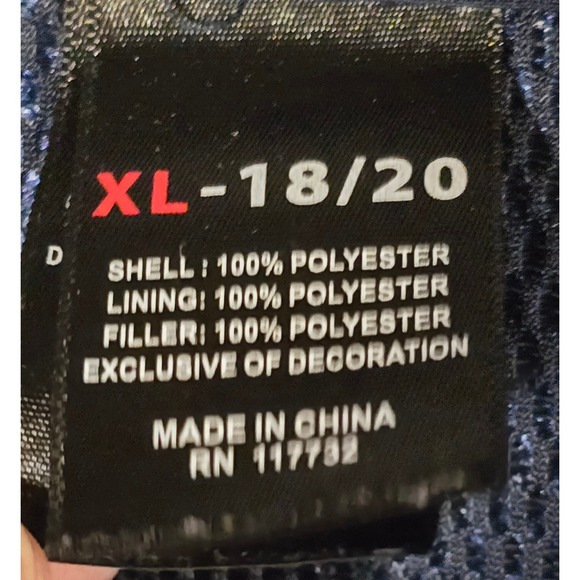 XL-18/20
D
SHELL: 100% POLYESTER
LINING: 100% POLYESTER
FILLER: 100% POLYESTER
EXCLUSIVE OF DECORATION
MADE IN CHINA
RN 117732